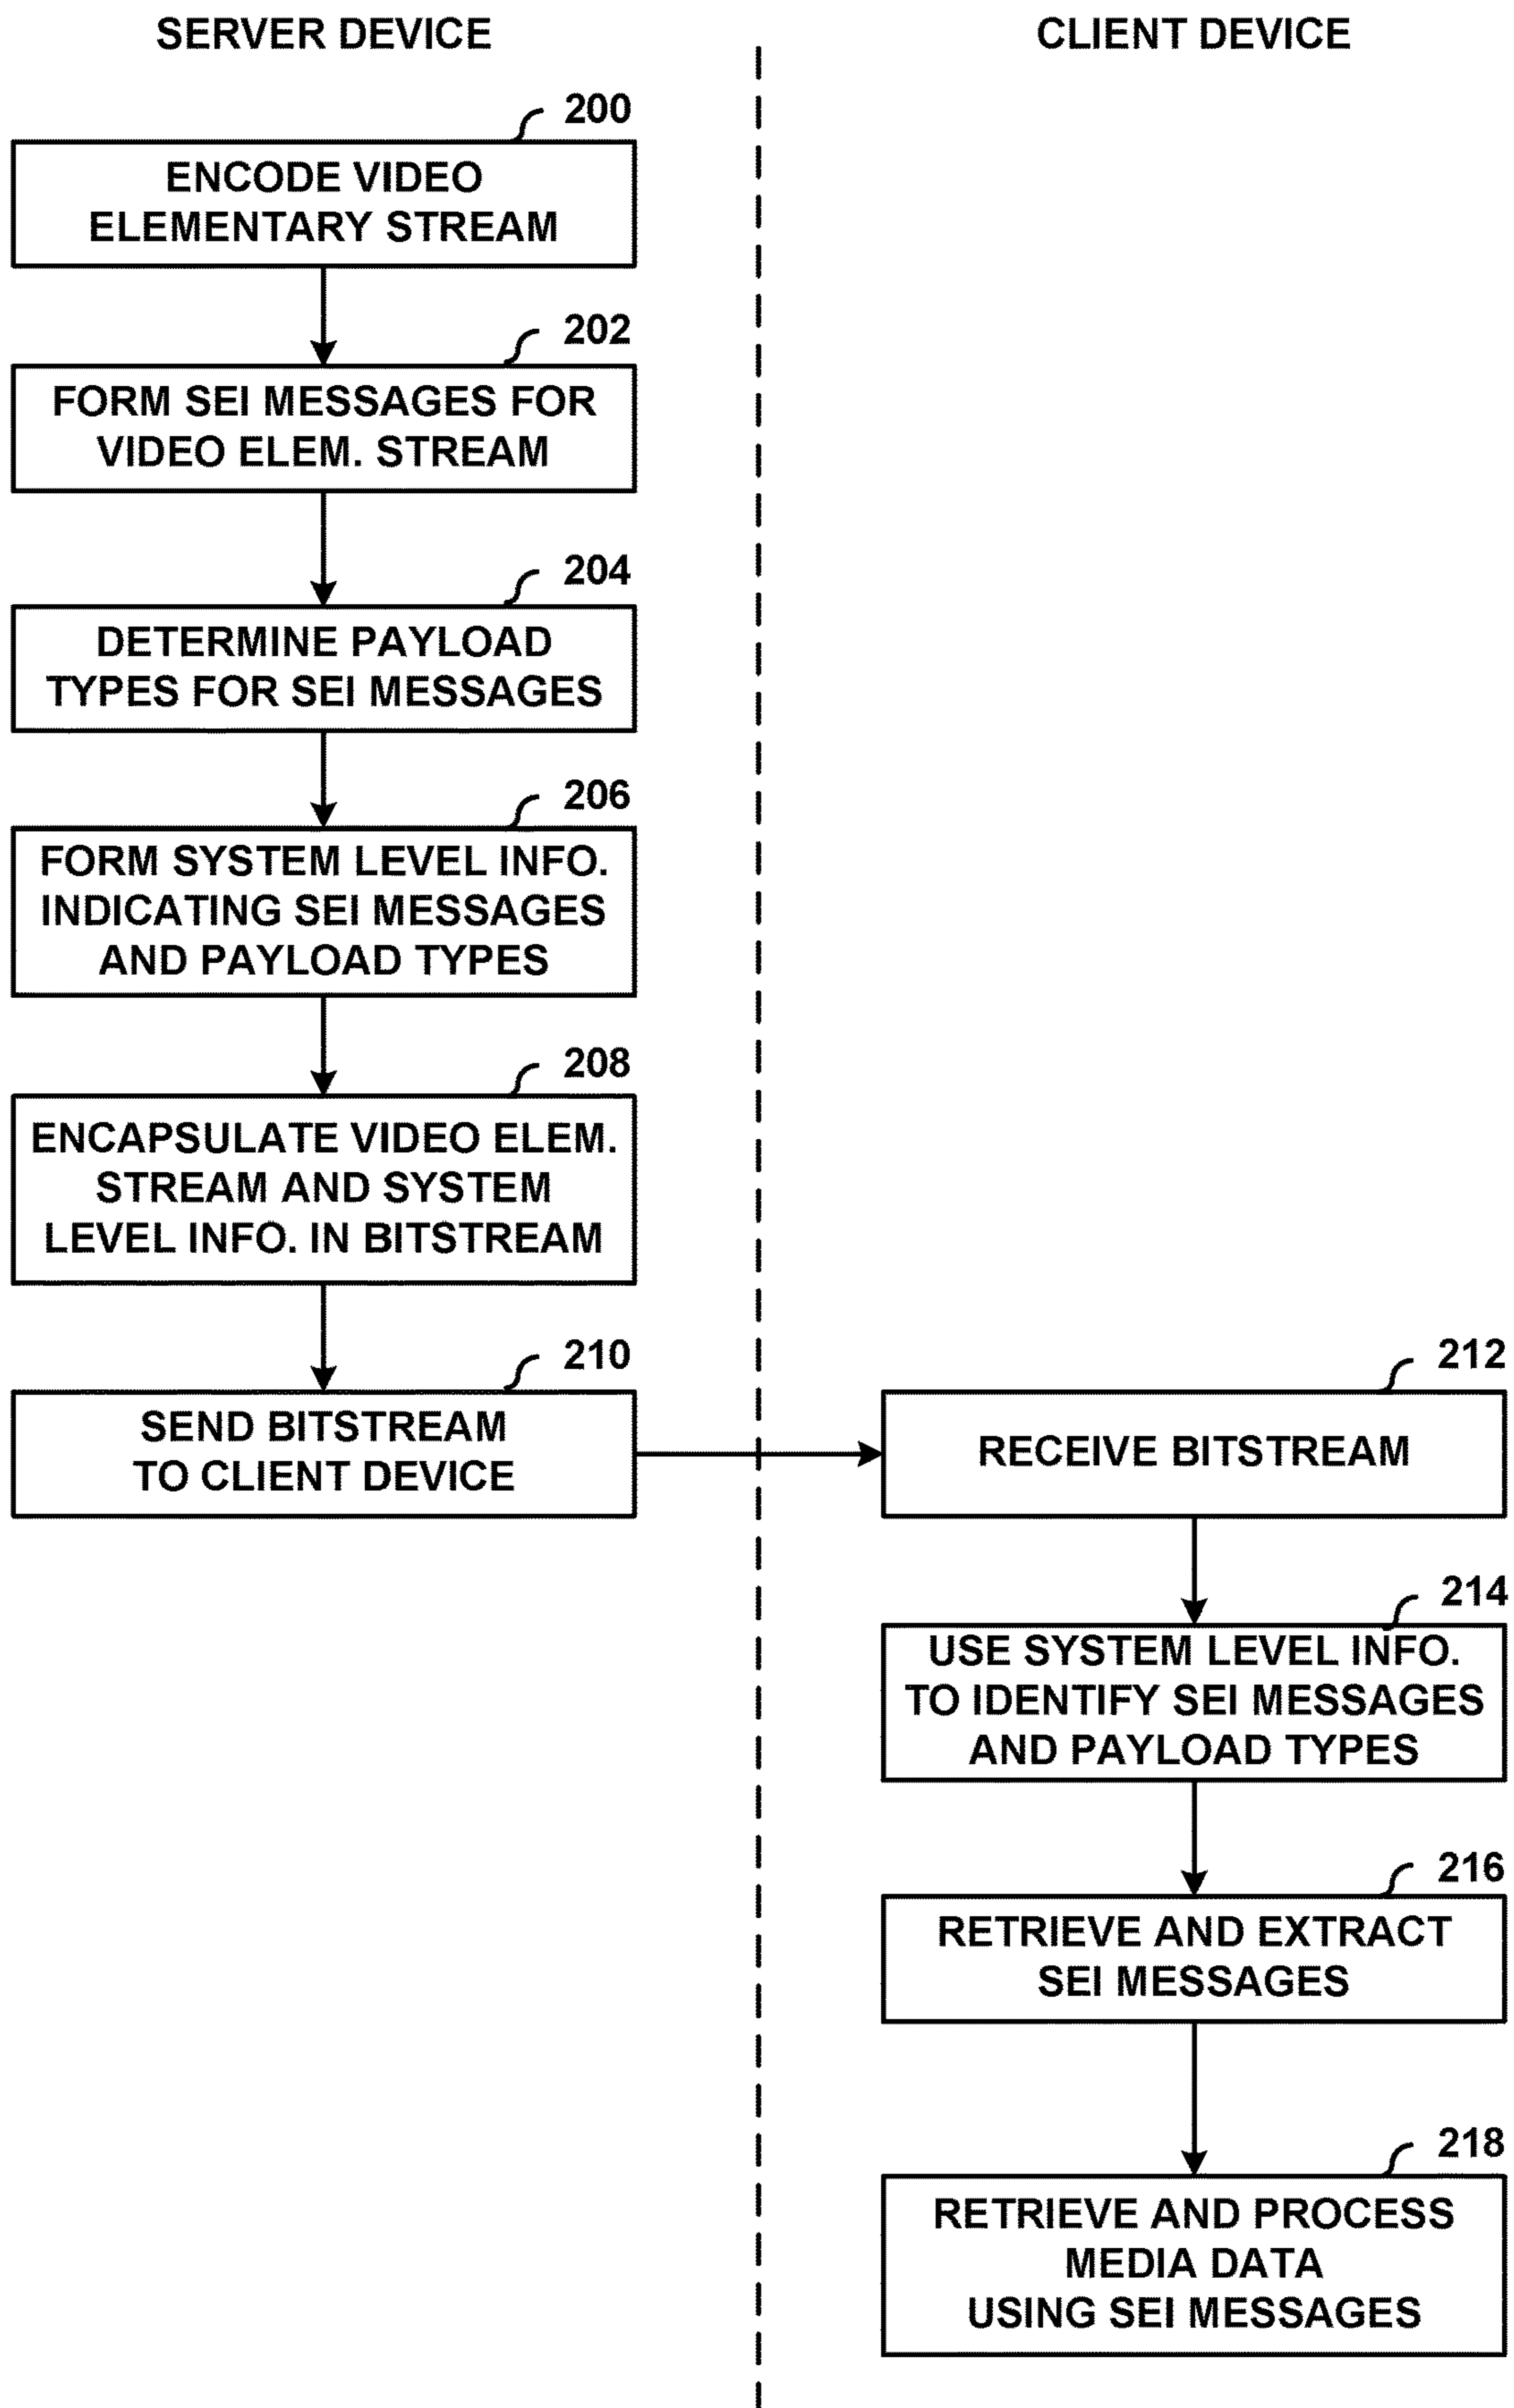 SERVER DEVICE
CLIENT DEVICE
200
ENCODE VIDEO
ELEMENTARY STREAM
202
FORM SEI MESSAGES FOR
VIDEO ELEM. STREAM
204
DETERMINE PAYLOAD
TYPES FOR SEI MESSAGES
206
FORM SYSTEM LEVEL INFO.
INDICATING SEI MESSAGES
AND PAYLOAD TYPES
208
ENCAPSULATE VIDEO ELEM.
STREAM AND SYSTEM
LEVEL INFO. IN BITSTREAM
210
SEND BITSTREAM
TO CLIENT DEVICE
212
RECEIVE BITSTREAM
214
USE SYSTEM LEVEL INFO.
TO IDENTIFY SEI MESSAGES
AND PAYLOAD TYPES
216
RETRIEVE AND EXTRACT
SEI MESSAGES
218
RETRIEVE AND PROCESS
MEDIA DATA
USING SEI MESSAGES